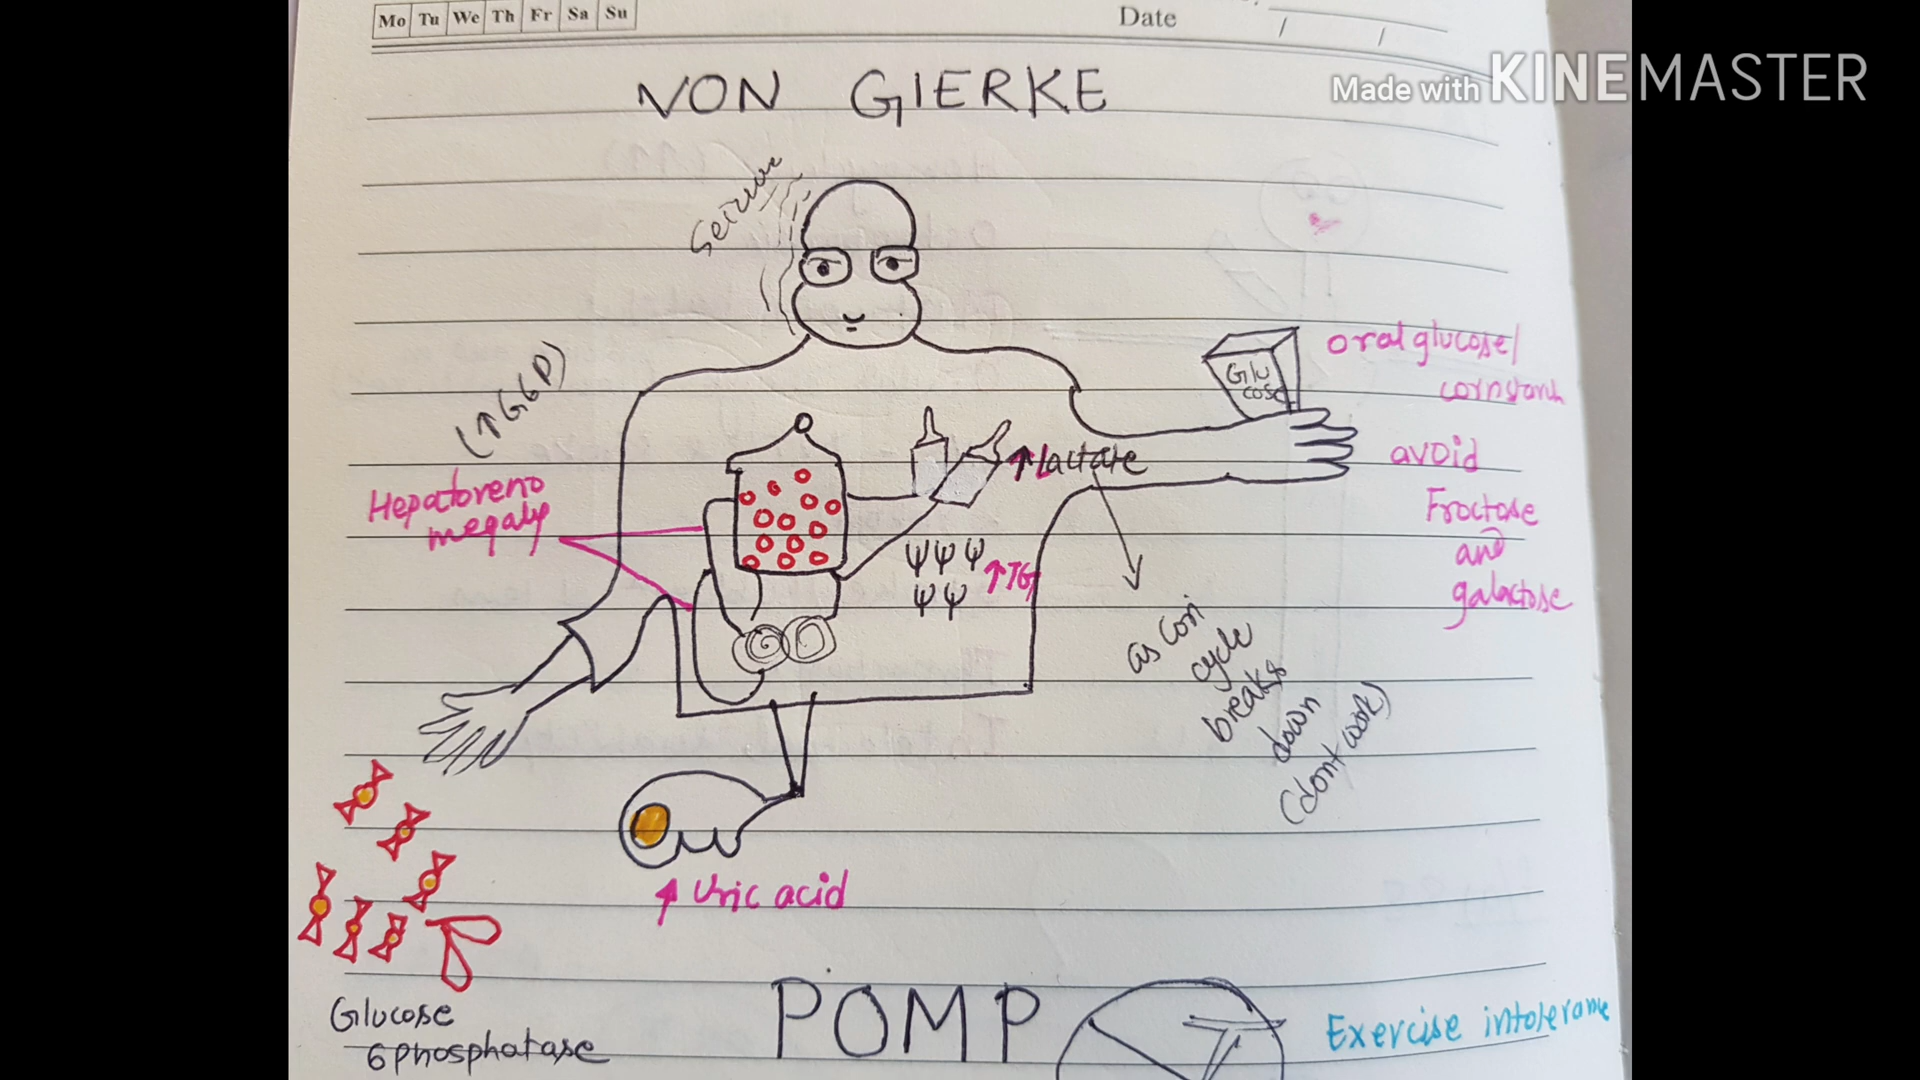 Mo Tu We Th Fr Sa Su
Date / /
Made with KINEMASTER
VON GIERKE
Seizure
(↑G6P)
Hepatoreno
megaly
Glu
cose
oral glucose/
cornstarch
avoid
Fructose
and
galactose
↑Lactate
↑TG
as Cori
cycle
breaks
down
(dont work)
↑ Uric acid
Glucose
6phosphatase
POMP
Exercise intolerance